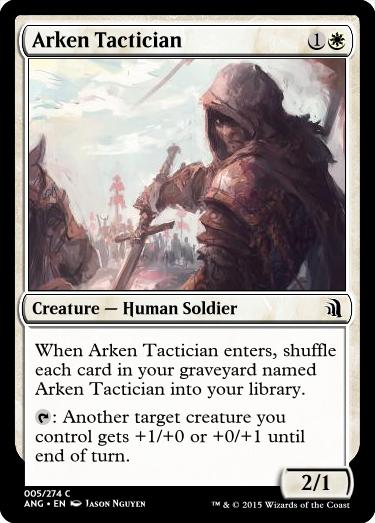 Arken Tactician 1
Creature — Human Soldier
When Arken Tactician enters, shuffle
each card in your graveyard named
Arken Tactician into your library.
: Another target creature you
control gets +1/+0 or +0/+1 until
end of turn.
2/1
005/274 C
ANG • EN Jason Nguyen
™ & © 2015 Wizards of the Coast